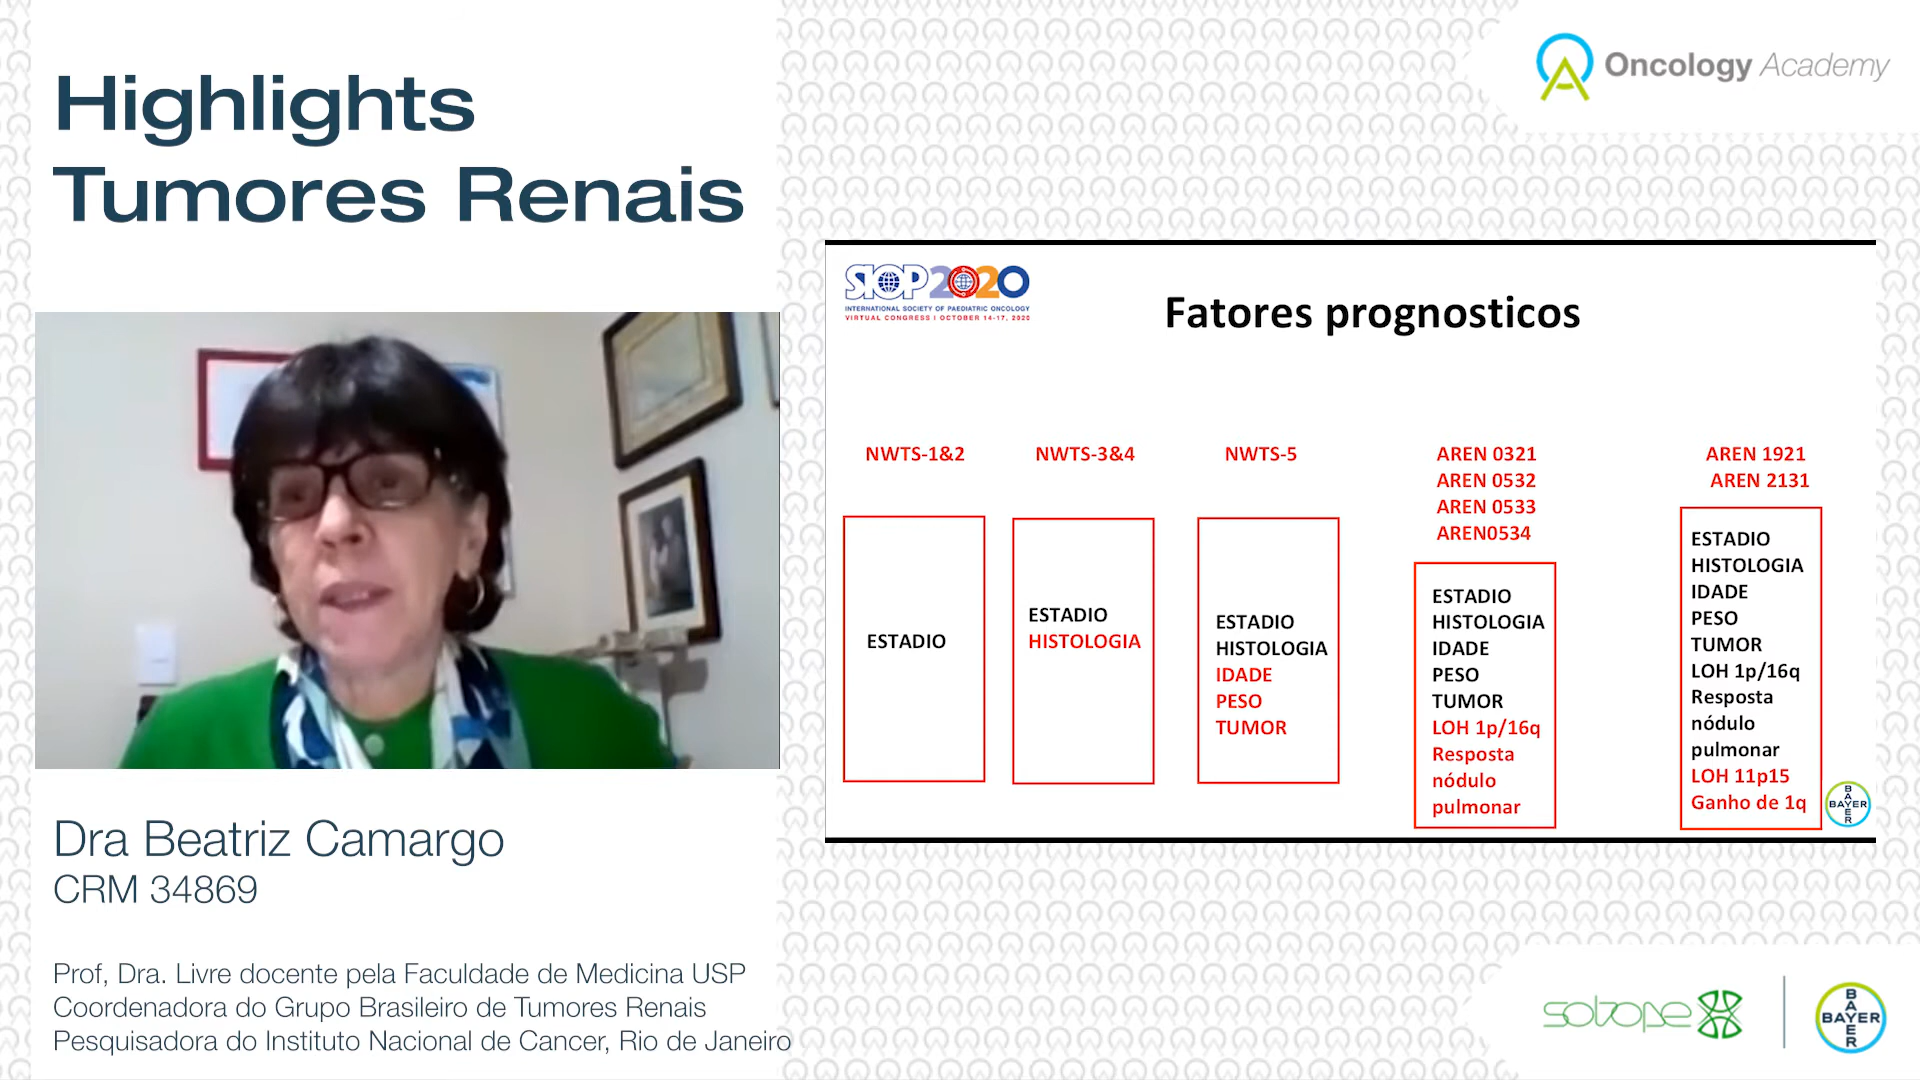 Highlights
Tumores Renais
Dra Beatriz Camargo
CRM 34869
Prof, Dra. Livre docente pela Faculdade de Medicina USP
Coordenadora do Grupo Brasileiro de Tumores Renais
Pesquisadora do Instituto Nacional de Cancer, Rio de Janeiro
Oncology Academy
SIOP2020
INTERNATIONAL SOCIETY OF PAEDIATRIC ONCOLOGY
VIRTUAL CONGRESS I OCTOBER 14-17, 2020
Fatores prognosticos
NWTS-1&2
ESTADIO
NWTS-3&4
ESTADIO
HISTOLOGIA
NWTS-5
ESTADIO
HISTOLOGIA
IDADE
PESO
TUMOR
AREN 0321
AREN 0532
AREN 0533
AREN0534
ESTADIO
HISTOLOGIA
IDADE
PESO
TUMOR
LOH 1p/16q
Resposta
nódulo
pulmonar
AREN 1921
AREN 2131
ESTADIO
HISTOLOGIA
IDADE
PESO
TUMOR
LOH 1p/16q
Resposta
nódulo
pulmonar
LOH 11p15
Ganho de 1q
BAYER
BAYER
sobope
BAYER
BAYER